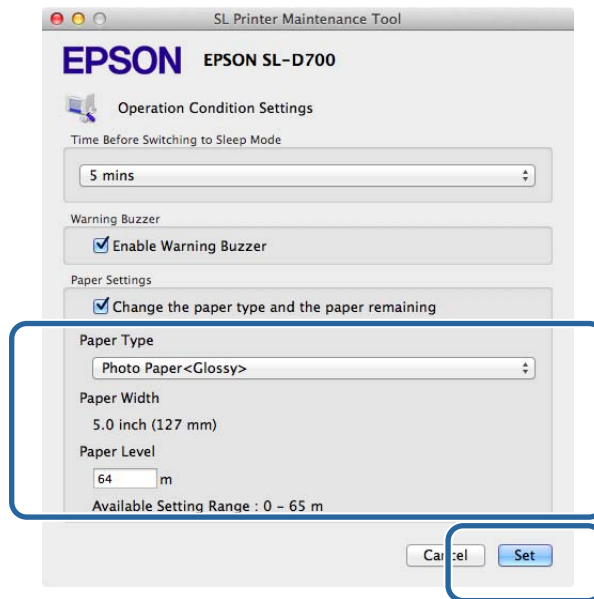 SL Printer Maintenance Tool
EPSON EPSON SL-D700
Operation Condition Settings
Time Before Switching to Sleep Mode
5 mins
Warning Buzzer
Enable Warning Buzzer
Paper Settings
Change the paper type and the paper remaining
Paper Type
Photo Paper<Glossy>
Paper Width
5.0 inch (127 mm)
Paper Level
64 m
Available Setting Range : 0 - 65 m
Cancel Set